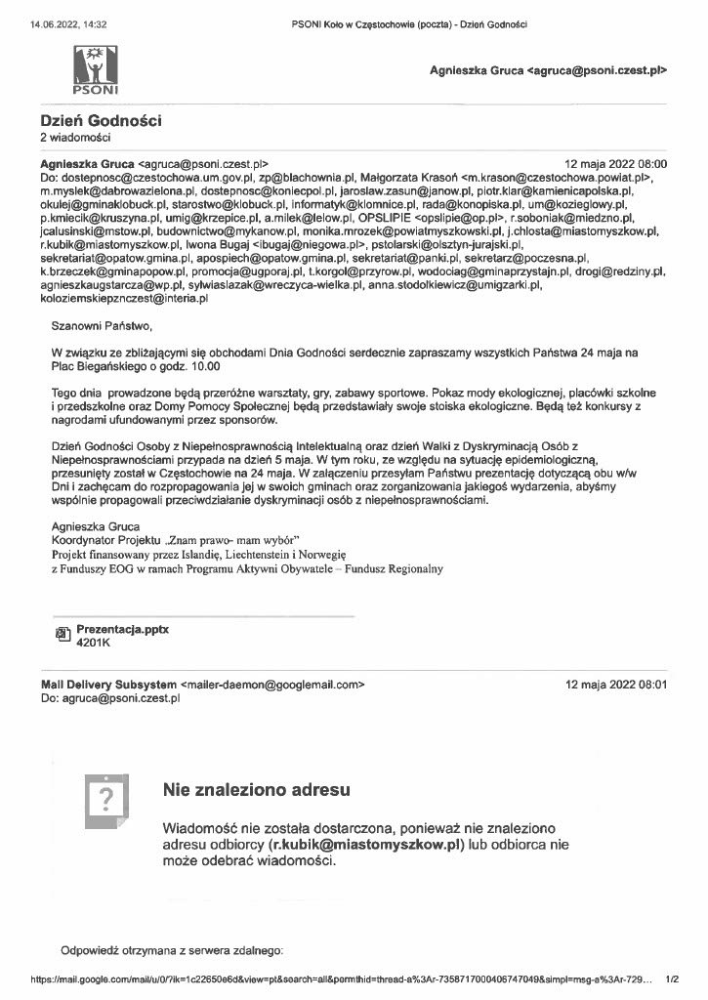 14.06.2022, 14:32
PSONI Koło w Częstochowie (poczta) - Dzień Godności
PSONI
Agnieszka Gruca <agruca@psoni.czest.pl>
Dzień Godności
2 wiadomości
Agnieszka Gruca <agruca@psoni.czest.pl>
12 maja 2022 08:00
Do: dostepnosc@czestochowa.um.gov.pl, zp@blachownia.pl, Małgorzata Krasoń <m.krason@czestochowa.powiat.pl>,
m.myslek@dabrowazielona.pl, dostepnosc@koniecpol.pl, jaroslaw.zasun@janow.pl, piotr.klar@kamienicapolska.pl,
okulej@gminaklobuck.pl, starostwo@klobuck.pl, informatyk@klomnice.pl, rada@konopiska.pl, um@kozieglowy.pl,
p.kmiecik@kruszyna.pl, umig@krzepice.pl, a.milek@lelow.pl, OPSLIPIE <opslipie@op.pl>, r.soboniak@miedzno.pl,
jcalusinski@mstow.pl, budownictwo@mykanow.pl, monika.mrozek@powiatmyszkowski.pl, j.chlosta@miastomyszkow.pl,
r.kubik@miastomyszkow.pl, Iwona Bugaj <ibugaj@niegowa.pl>, pstolarski@olsztyn-jurajski.pl,
sekretariat@opatow.gmina.pl, apospiech@opatow.gmina.pl, sekretariat@panki.pl, sekretarz@poczesna.pl,
k.brzeczek@gminapopow.pl, promocja@ugporaj.pl, t.korgol@przyrow.pl, wodociag@gminaprzystajn.pl, drogi@redziny.pl,
agnieszkaugstarcza@wp.pl, sylwiaslazak@wreczyca-wielka.pl, anna.stodolkiewicz@umigzarki.pl,
koloziemskiepznczest@interia.pl
Szanowni Państwo,
W związku ze zbliżającymi się obchodami Dnia Godności serdecznie zapraszamy wszystkich Państwa 24 maja na
Plac Biegańskiego o godz. 10.00
Tego dnia prowadzone będą przeróżne warsztaty, gry, zabawy sportowe. Pokaz mody ekologicznej, placówki szkolne
i przedszkolne oraz Domy Pomocy Społecznej będą przedstawiały swoje stoiska ekologiczne. Będą też konkursy z
nagrodami ufundowanymi przez sponsorów.
Dzień Godności Osoby z Niepełnosprawnością Intelektualną oraz dzień Walki z Dyskryminacją Osób z
Niepełnosprawnościami przypada na dzień 5 maja. W tym roku, ze względu na sytuację epidemiologiczną,
przesunięty został w Częstochowie na 24 maja. W załączeniu przesyłam Państwu prezentację dotyczącą obu w/w
Dni i zachęcam do rozpropagowania jej w swoich gminach oraz zorganizowania jakiegoś wydarzenia, abyśmy
wspólnie propagowali przeciwdziałanie dyskryminacji osób z niepełnosprawnościami.
Agnieszka Gruca
Koordynator Projektu „Znam prawo- mam wybór”
Projekt finansowany przez Islandię, Liechtenstein i Norwegię
z Funduszy EOG w ramach Programu Aktywni Obywatele – Fundusz Regionalny
Prezentacja.pptx
4201K
Mail Delivery Subsystem <mailer-daemon@googlemail.com>
12 maja 2022 08:01
Do: agruca@psoni.czest.pl
Nie znaleziono adresu
Wiadomość nie została dostarczona, ponieważ nie znaleziono
adresu odbiorcy (r.kubik@miastomyszkow.pl) lub odbiorca nie
może odebrać wiadomości.
Odpowiedź otrzymana z serwera zdalnego:
https://mail.google.com/mail/u/0/?ik=1c22650e6d&view=pt&search=all&permthid=thread-a%3Ar-7358717000406747049&simpl=msg-a%3Ar-729...
1/2